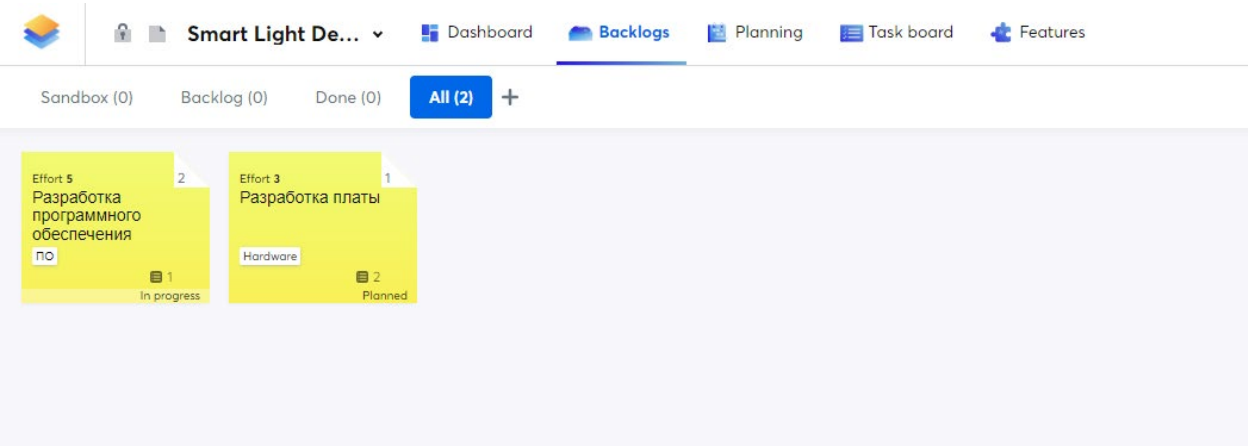 Smart Light De... Dashboard Backlogs Planning Task board Features
Sandbox (0) Backlog (0) Done (0) All (2) +
Effort 5 2
Разработка
программного
обеспечения
ПО
1
In progress
Effort 3 1
Разработка платы
Hardware
2
Planned